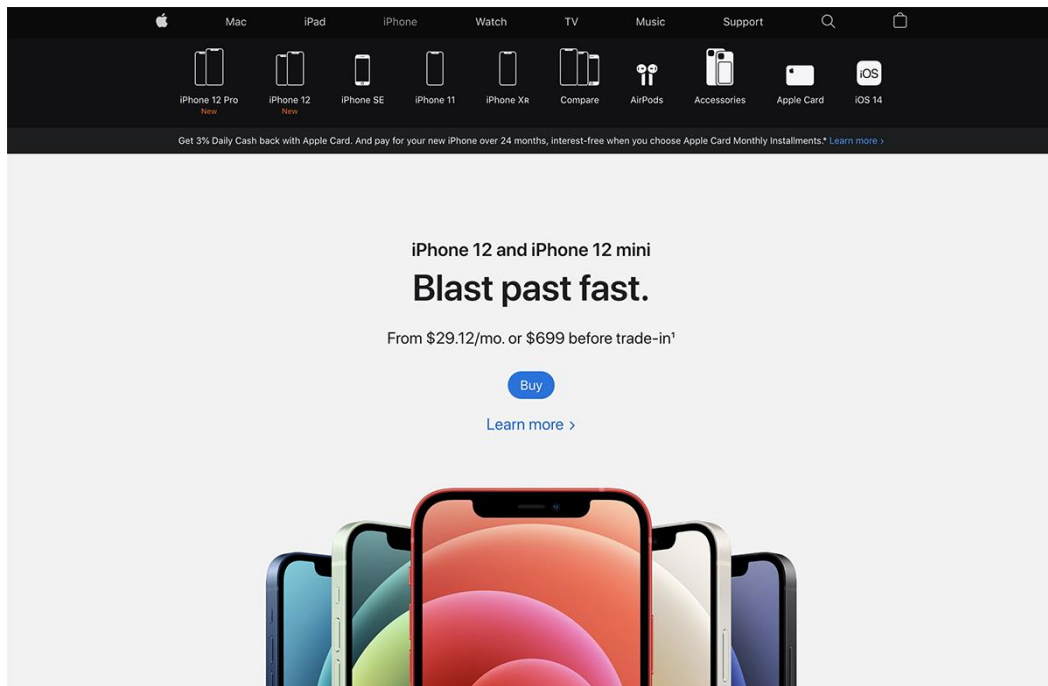 Mac iPad iPhone Watch TV Music Support
iPhone 12 Pro iPhone 12 iPhone SE iPhone 11 iPhone XR Compare AirPods Accessories Apple Card iOS iOS 14
New New
Get 3% Daily Cash back with Apple Card. And pay for your new iPhone over 24 months, interest-free when you choose Apple Card Monthly Installments.* Learn more >
iPhone 12 and iPhone 12 mini
Blast past fast.
From $29.12/mo. or $699 before trade-in¹
Buy
Learn more >